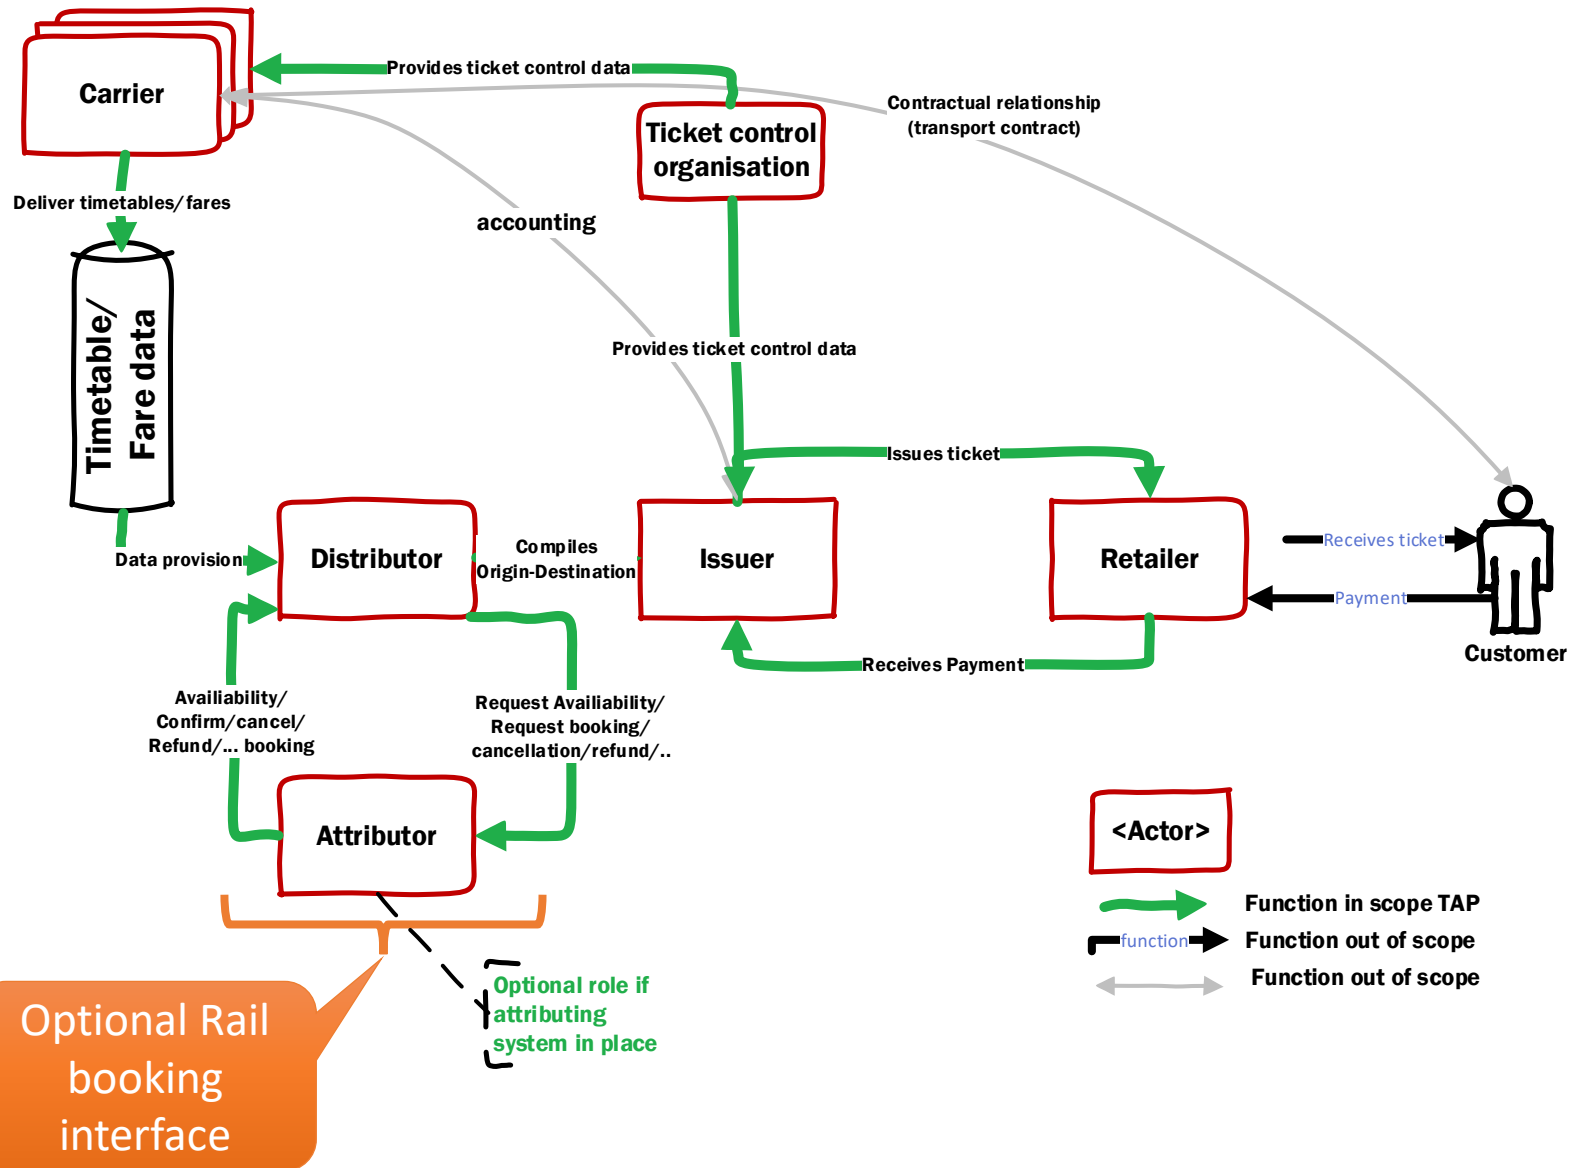 Carrier
Provides ticket control data
Contractual relationship
(transport contract)
Ticket control
organisation
Deliver timetables/fares
accounting
Timetable/
Fare data
Provides ticket control data
Issues ticket
Data provision
Distributor
Compiles
Origin-Destination
Issuer
Retailer
Receives ticket
Payment
Customer
Receives Payment
Availiability/
Confirm/cancel/
Refund/... booking
Request Availiability/
Request booking/
cancellation/refund/..
Attributor
<Actor>
Function in scope TAP
function
Function out of scope
Function out of scope
Optional role if
attributing
system in place
Optional Rail
booking
interface